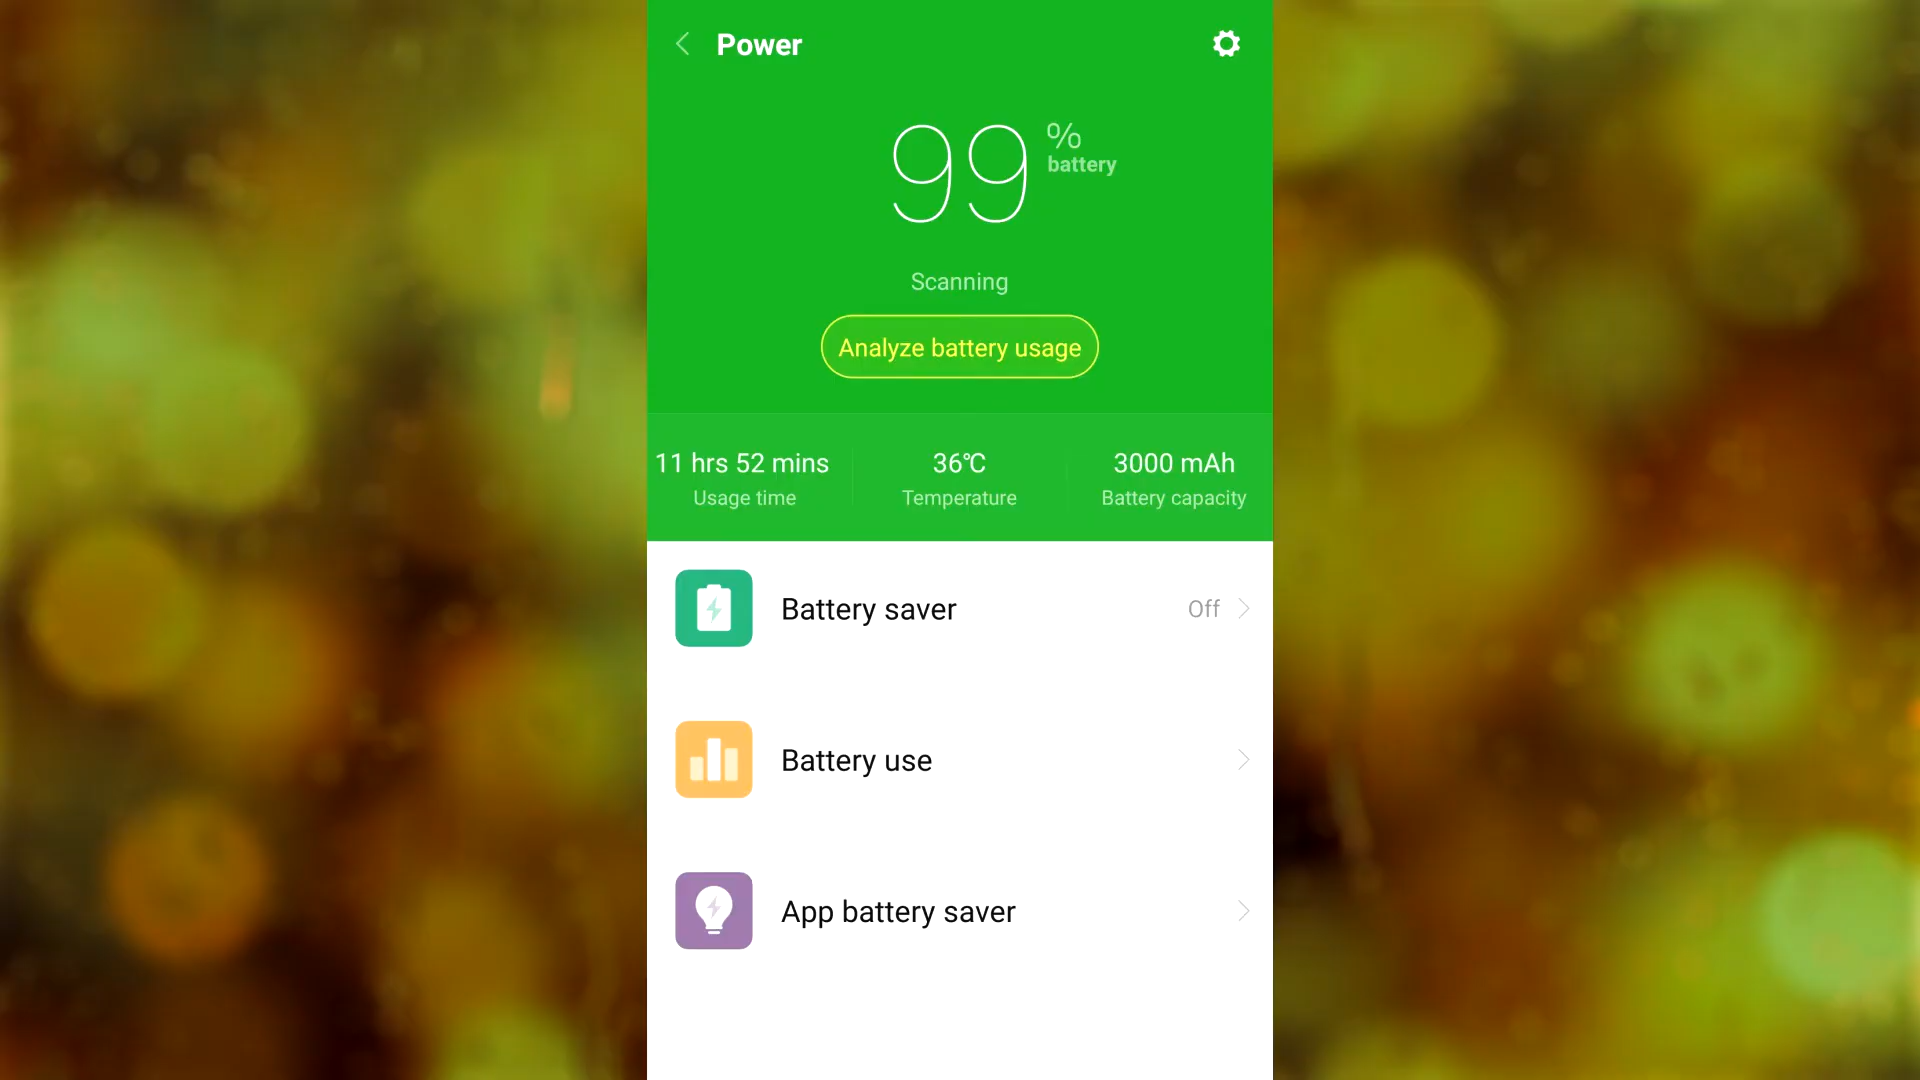 Power
99
%
battery
Scanning
Analyze battery usage
11 hrs 52 mins
Usage time
36℃
Temperature
3000 mAh
Battery capacity
Battery saver
Off
Battery use
App battery saver